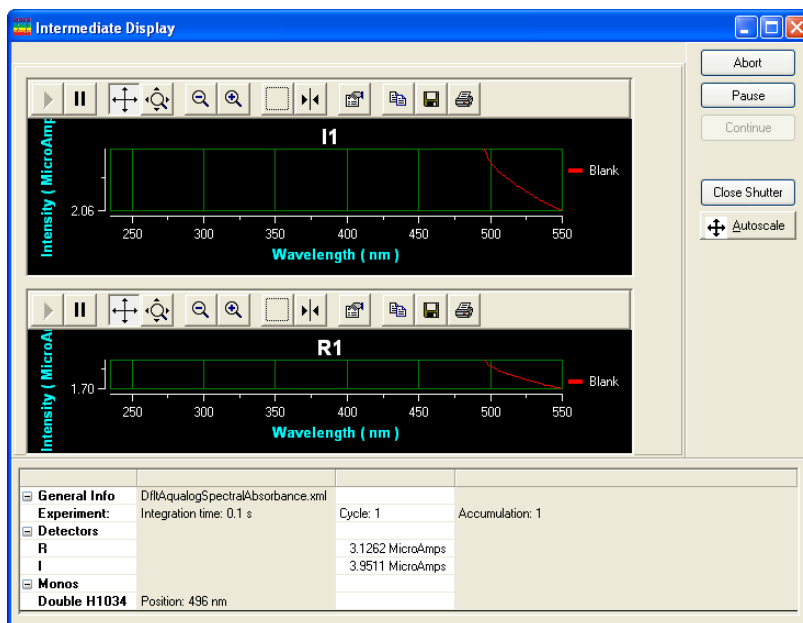 Intermediate Display
Abort
Pause
Continue
Close Shutter
Autoscale
I1
Intensity ( MicroAmp
2.06
250 300 350 400 450 500 550
Wavelength ( nm )
Blank
R1
Intensity ( MicroA
1.70
250 300 350 400 450 500 550
Wavelength ( nm )
Blank
General Info DfltAqualogSpectralAbsorbance.xml
Experiment: Integration time: 0.1 s Cycle: 1 Accumulation: 1
Detectors
R 3.1262 MicroAmps
I 3.9511 MicroAmps
Monos
Double H1034 Position: 496 nm